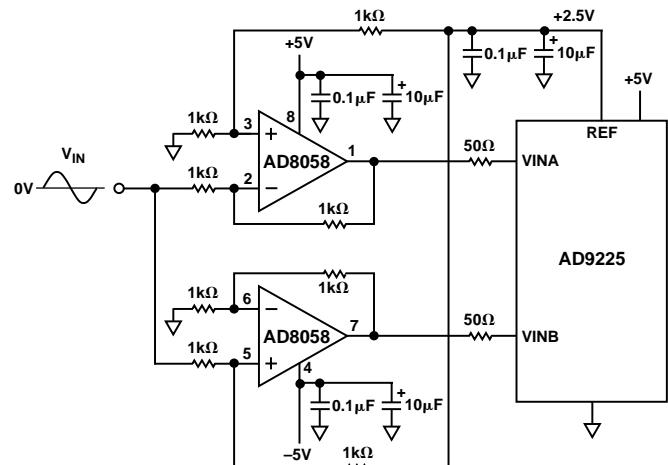 1kΩ
+2.5V
+5V
0.1μF
+
10μF
+5V
0.1μF
+
10μF
1kΩ
3
+
8
REF
VIN
AD8058
1
50Ω
VINA
0V
1kΩ
2
−
1kΩ
AD9225
1kΩ
1kΩ
6
−
AD8058
7
50Ω
VINB
1kΩ
5
+
4
0.1μF
+
10μF
−5V
1kΩ